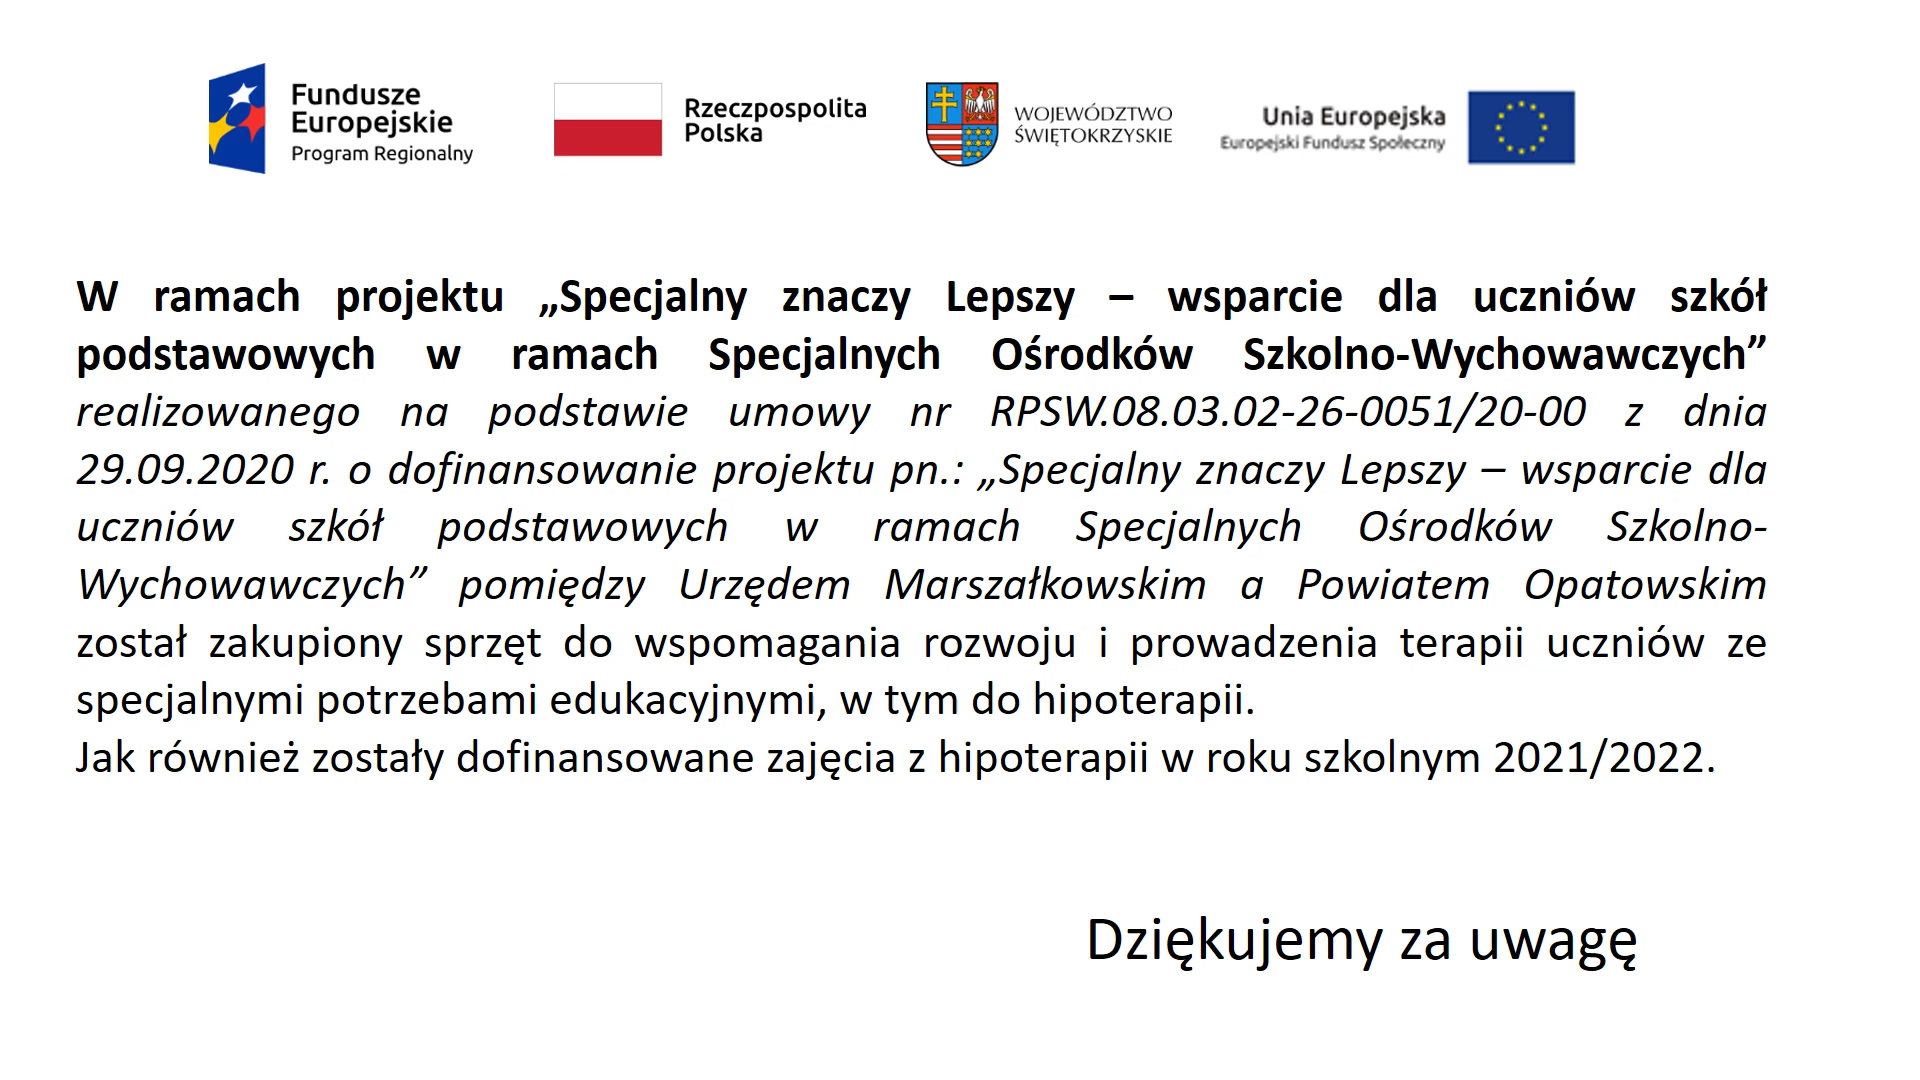 Fundusze
Europejskie
Program Regionalny
Rzeczpospolita
Polska
WOJEWÓDZTWO
ŚWIĘTOKRZYSKIE
Unia Europejska
Europejski Fundusz Społeczny
W ramach projektu „Specjalny znaczy Lepszy – wsparcie dla uczniów szkół
podstawowych w ramach Specjalnych Ośrodków Szkolno-Wychowawczych”
realizowanego na podstawie umowy nr RPSW.08.03.02-26-0051/20-00 z dnia
29.09.2020 r. o dofinansowanie projektu pn.: „Specjalny znaczy Lepszy – wsparcie dla
uczniów szkół podstawowych w ramach Specjalnych Ośrodków Szkolno-
Wychowawczych” pomiędzy Urzędem Marszałkowskim a Powiatem Opatowskim
został zakupiony sprzęt do wspomagania rozwoju i prowadzenia terapii uczniów ze
specjalnymi potrzebami edukacyjnymi, w tym do hipoterapii.
Jak również zostały dofinansowane zajęcia z hipoterapii w roku szkolnym 2021/2022.
Dziękujemy za uwagę